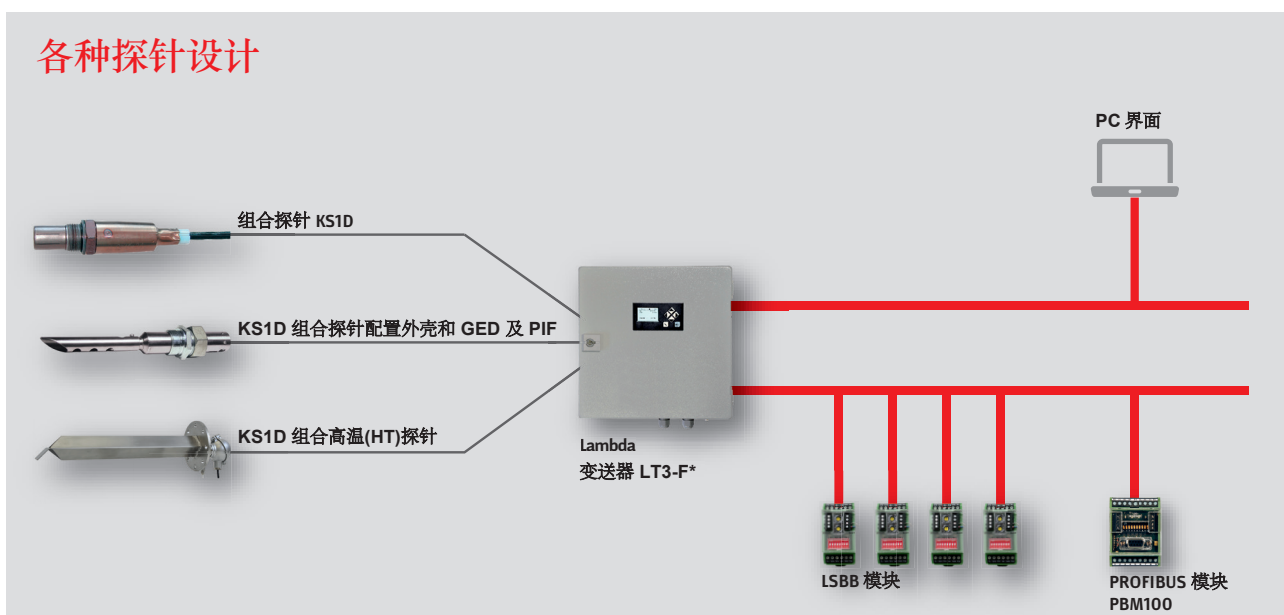 各种探针设计
PC 界面
组合探针 KS1D
KS1D 组合探针配置外壳和 GED 及 PIF
KS1D 组合高温(HT)探针
Lambda
变送器 LT3-F*
LSBB 模块
PROFIBUS 模块
PBM100